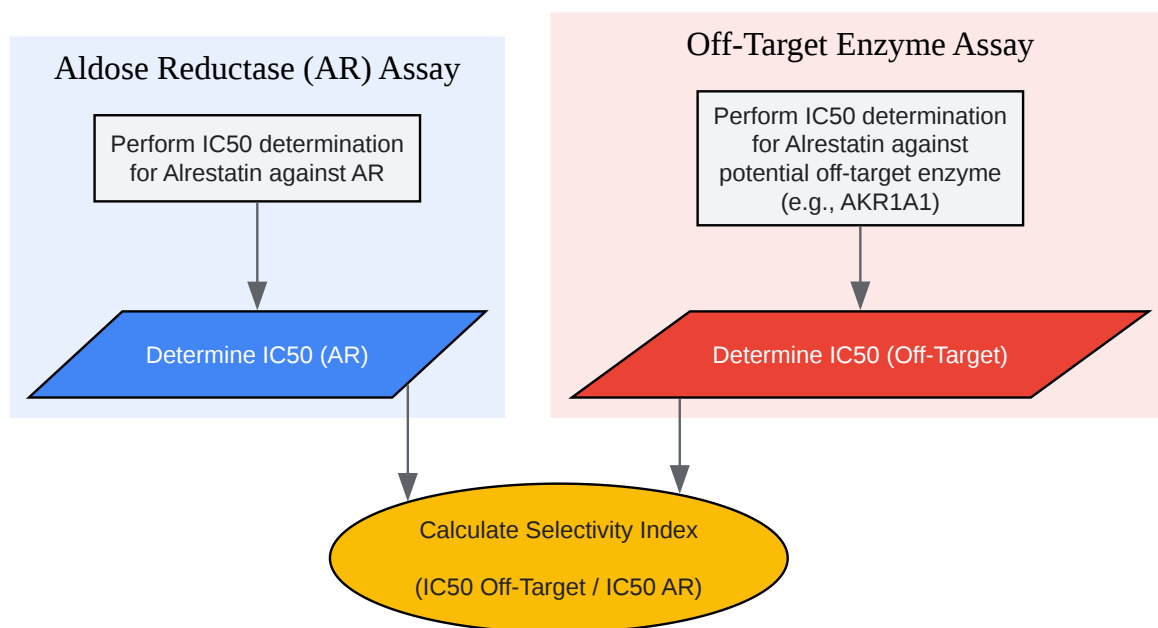 Aldose Reductase (AR) Assay
Perform IC50 determination
for Alrestatin against AR
Determine IC50 (AR)
Off-Target Enzyme Assay
Perform IC50 determination
for Alrestatin against
potential off-target enzyme
(e.g., AKR1A1)
Determine IC50 (Off-Target)
Calculate Selectivity Index
(IC50 Off-Target / IC50 AR)